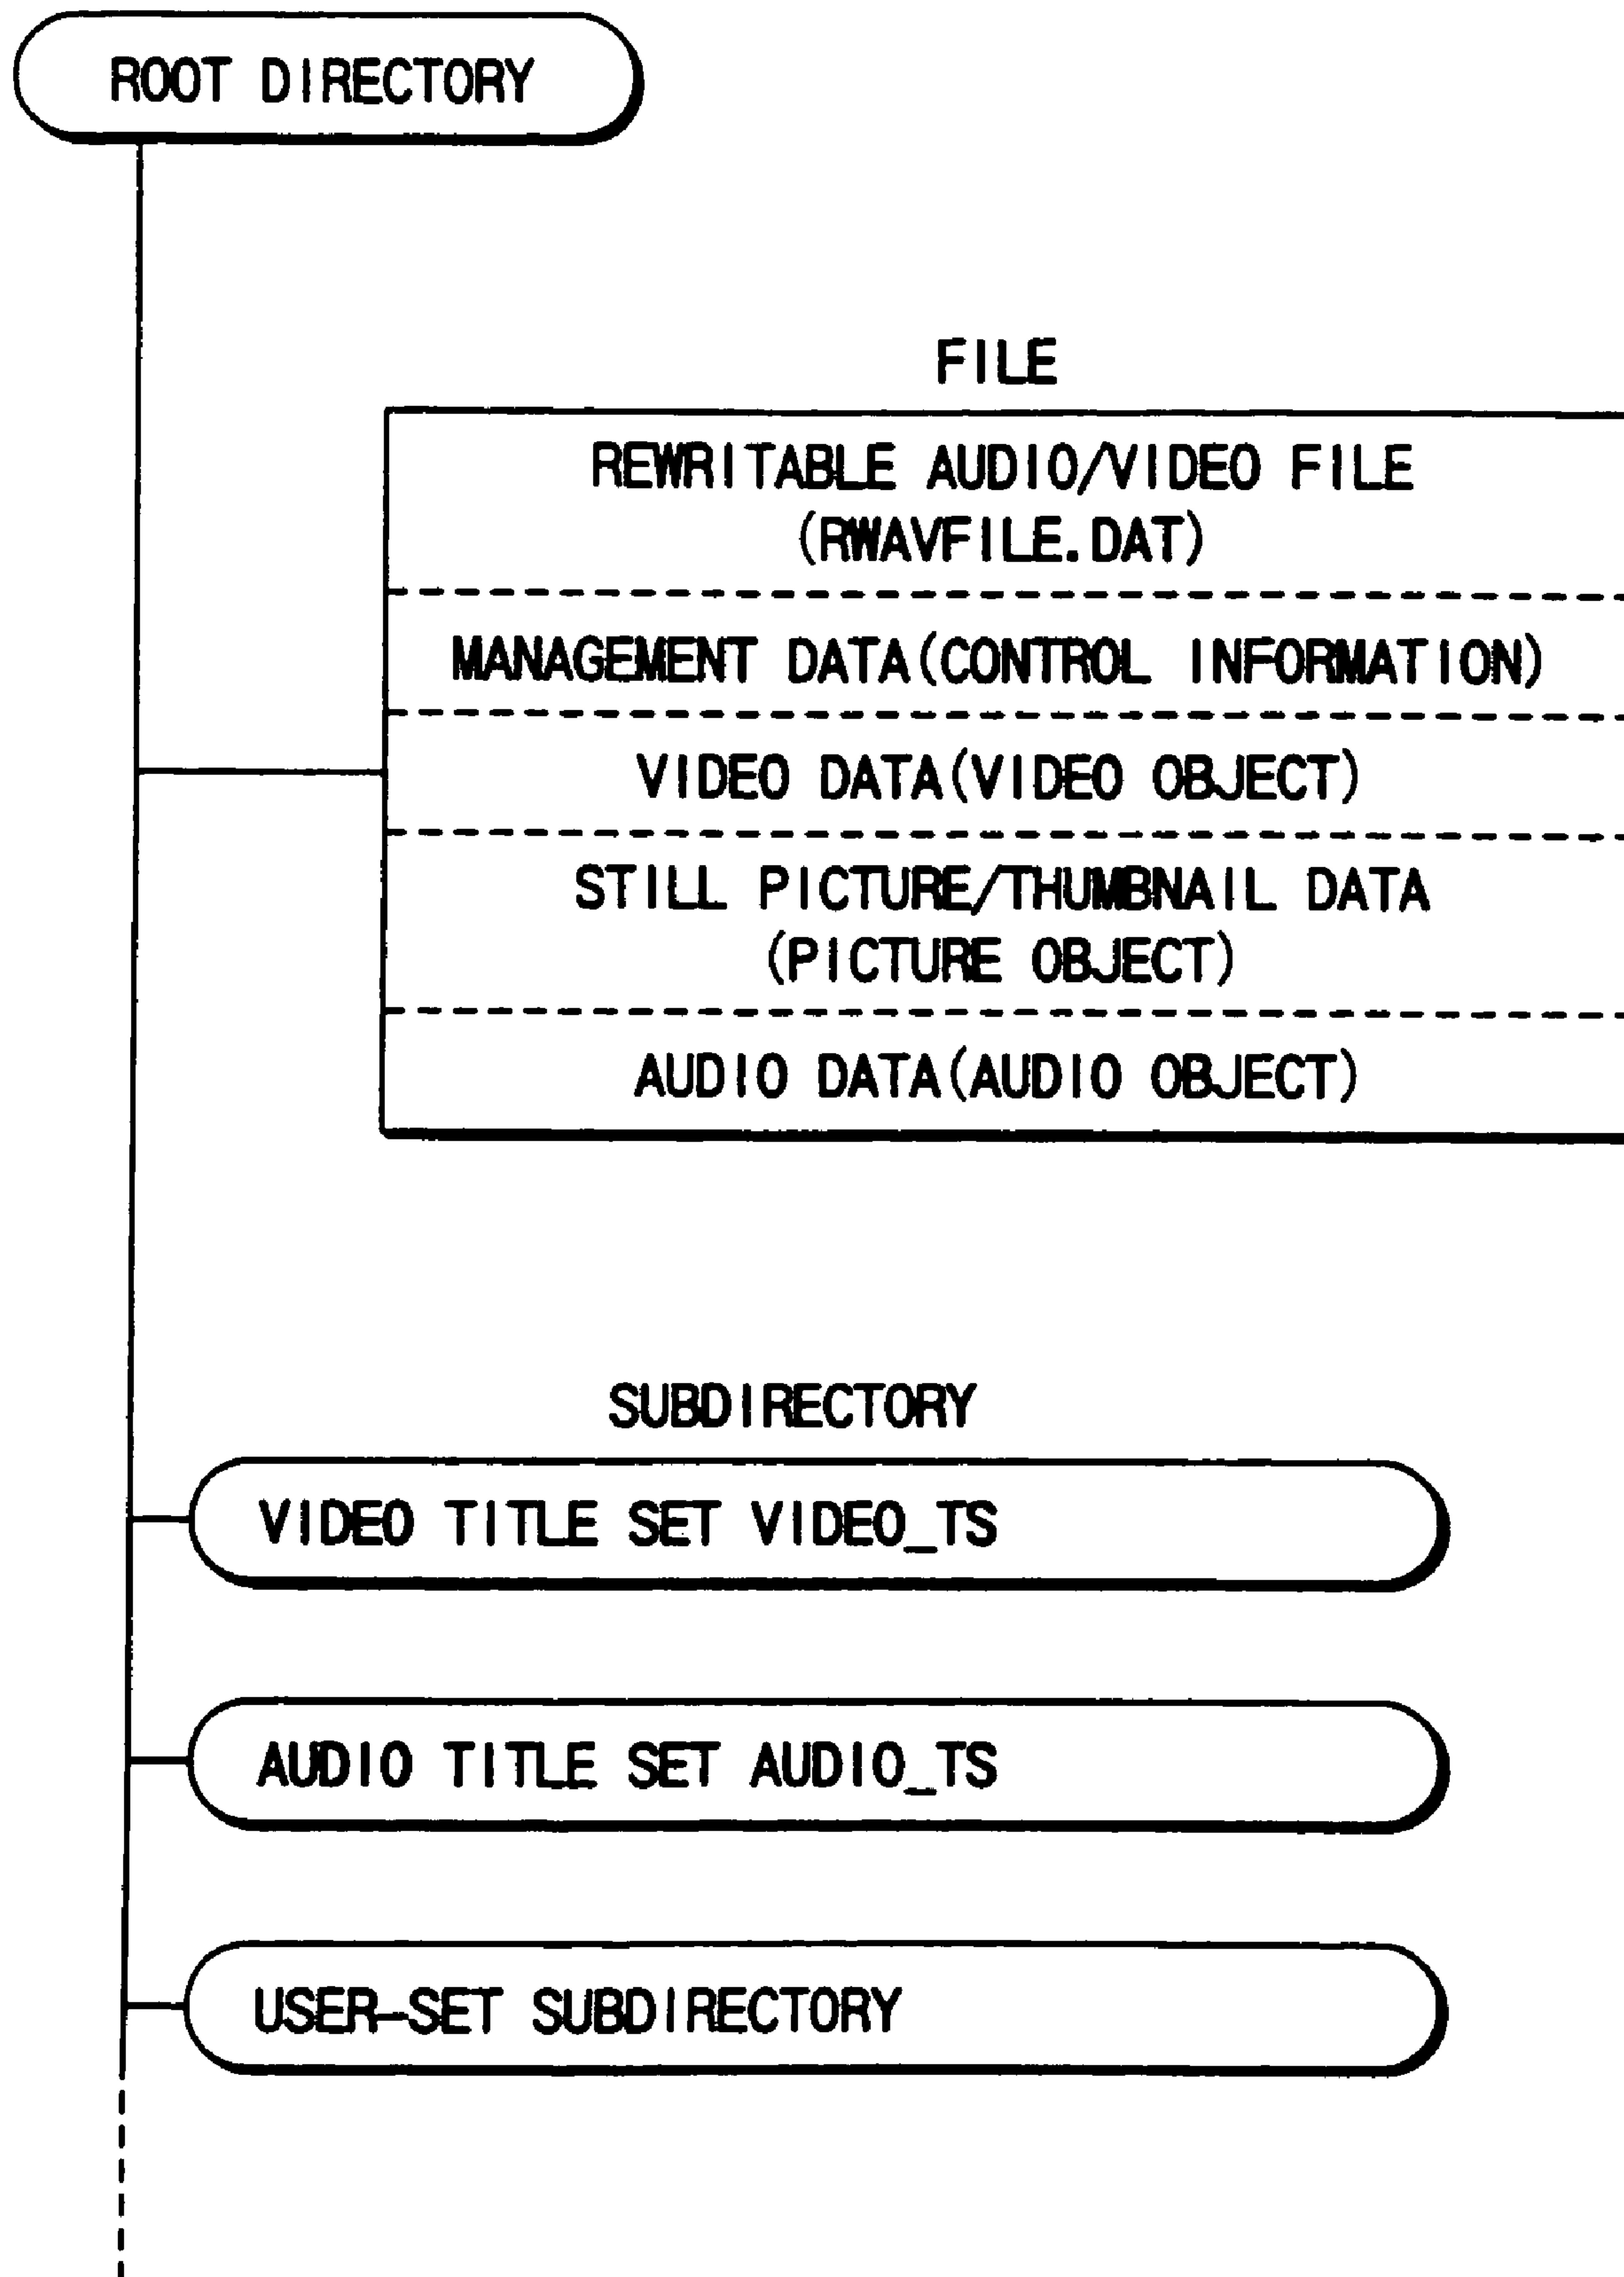 ROOT DIRECTORY
FILE
REWRITABLE AUDIO/VIDEO FILE
(RWAVFILE.DAT)
MANAGEMENT DATA(CONTROL INFORMATION)
VIDEO DATA(VIDEO OBJECT)
STILL PICTURE/THUMBNAIL DATA
(PICTURE OBJECT)
AUDIO DATA(AUDIO OBJECT)
SUBDIRECTORY
VIDEO TITLE SET VIDEO_TS
AUDIO TITLE SET AUDIO_TS
USER-SET SUBDIRECTORY